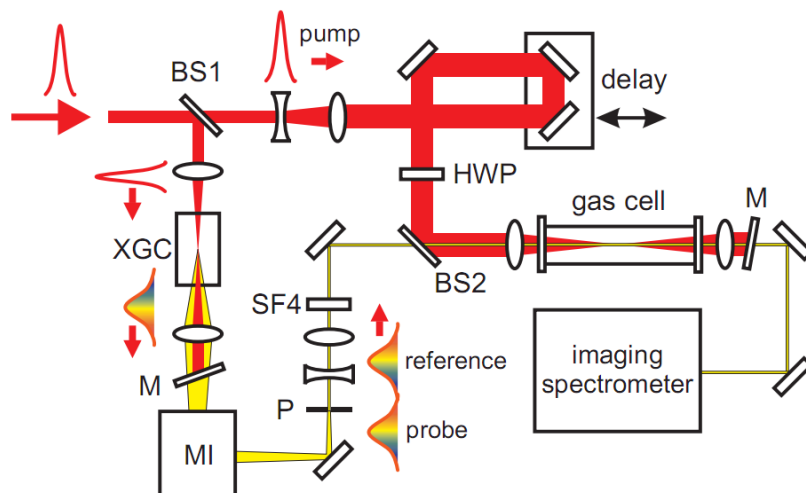 pump
BS1
delay
HWP
gas cell
M
XGC
BS2
SF4
reference
imaging
spectrometer
M
P
probe
MI